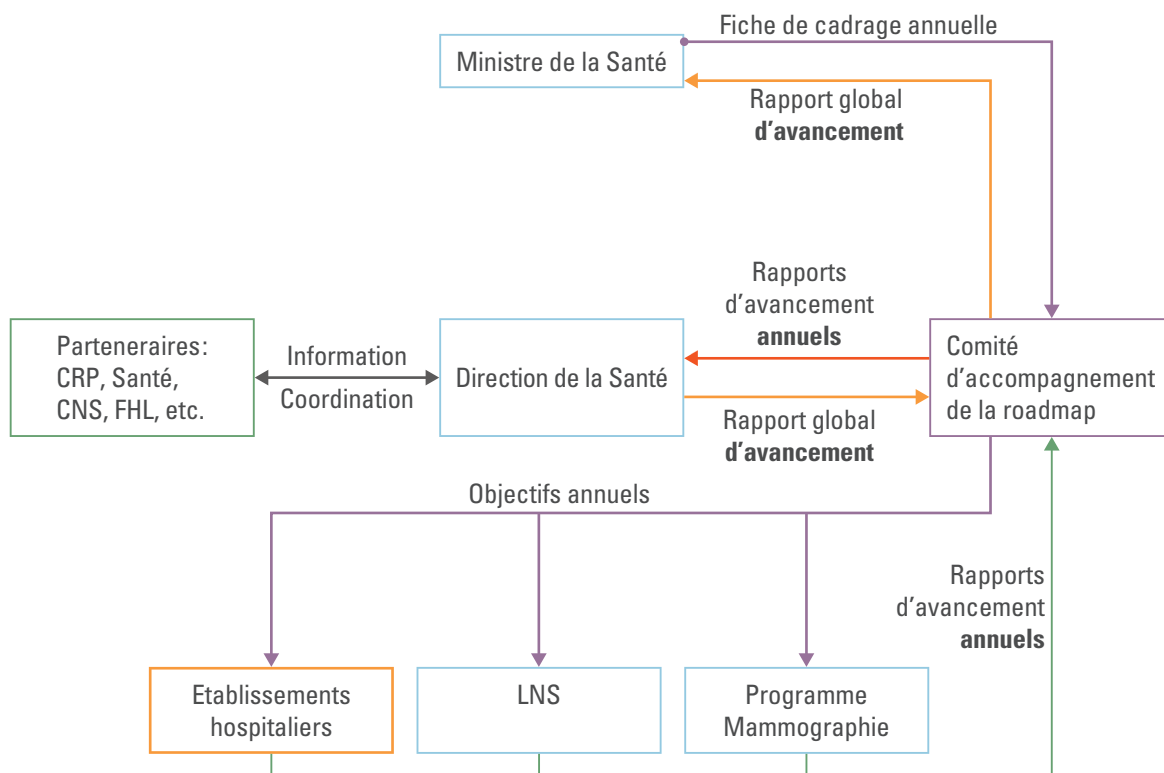 Fiche de cadrage annuelle
Ministre de la Santé
Rapport global
d'avancement
Rapports
d'avancement
annuels
Parteneraires:
CRP, Santé,
CNS, FHL, etc.
Information
Coordination
Direction de la Santé
Comité
d'accompagnement
de la roadmap
Rapport global
d'avancement
Objectifs annuels
Rapports
d'avancement
annuels
Etablissements
hospitaliers
LNS
Programme
Mammographie